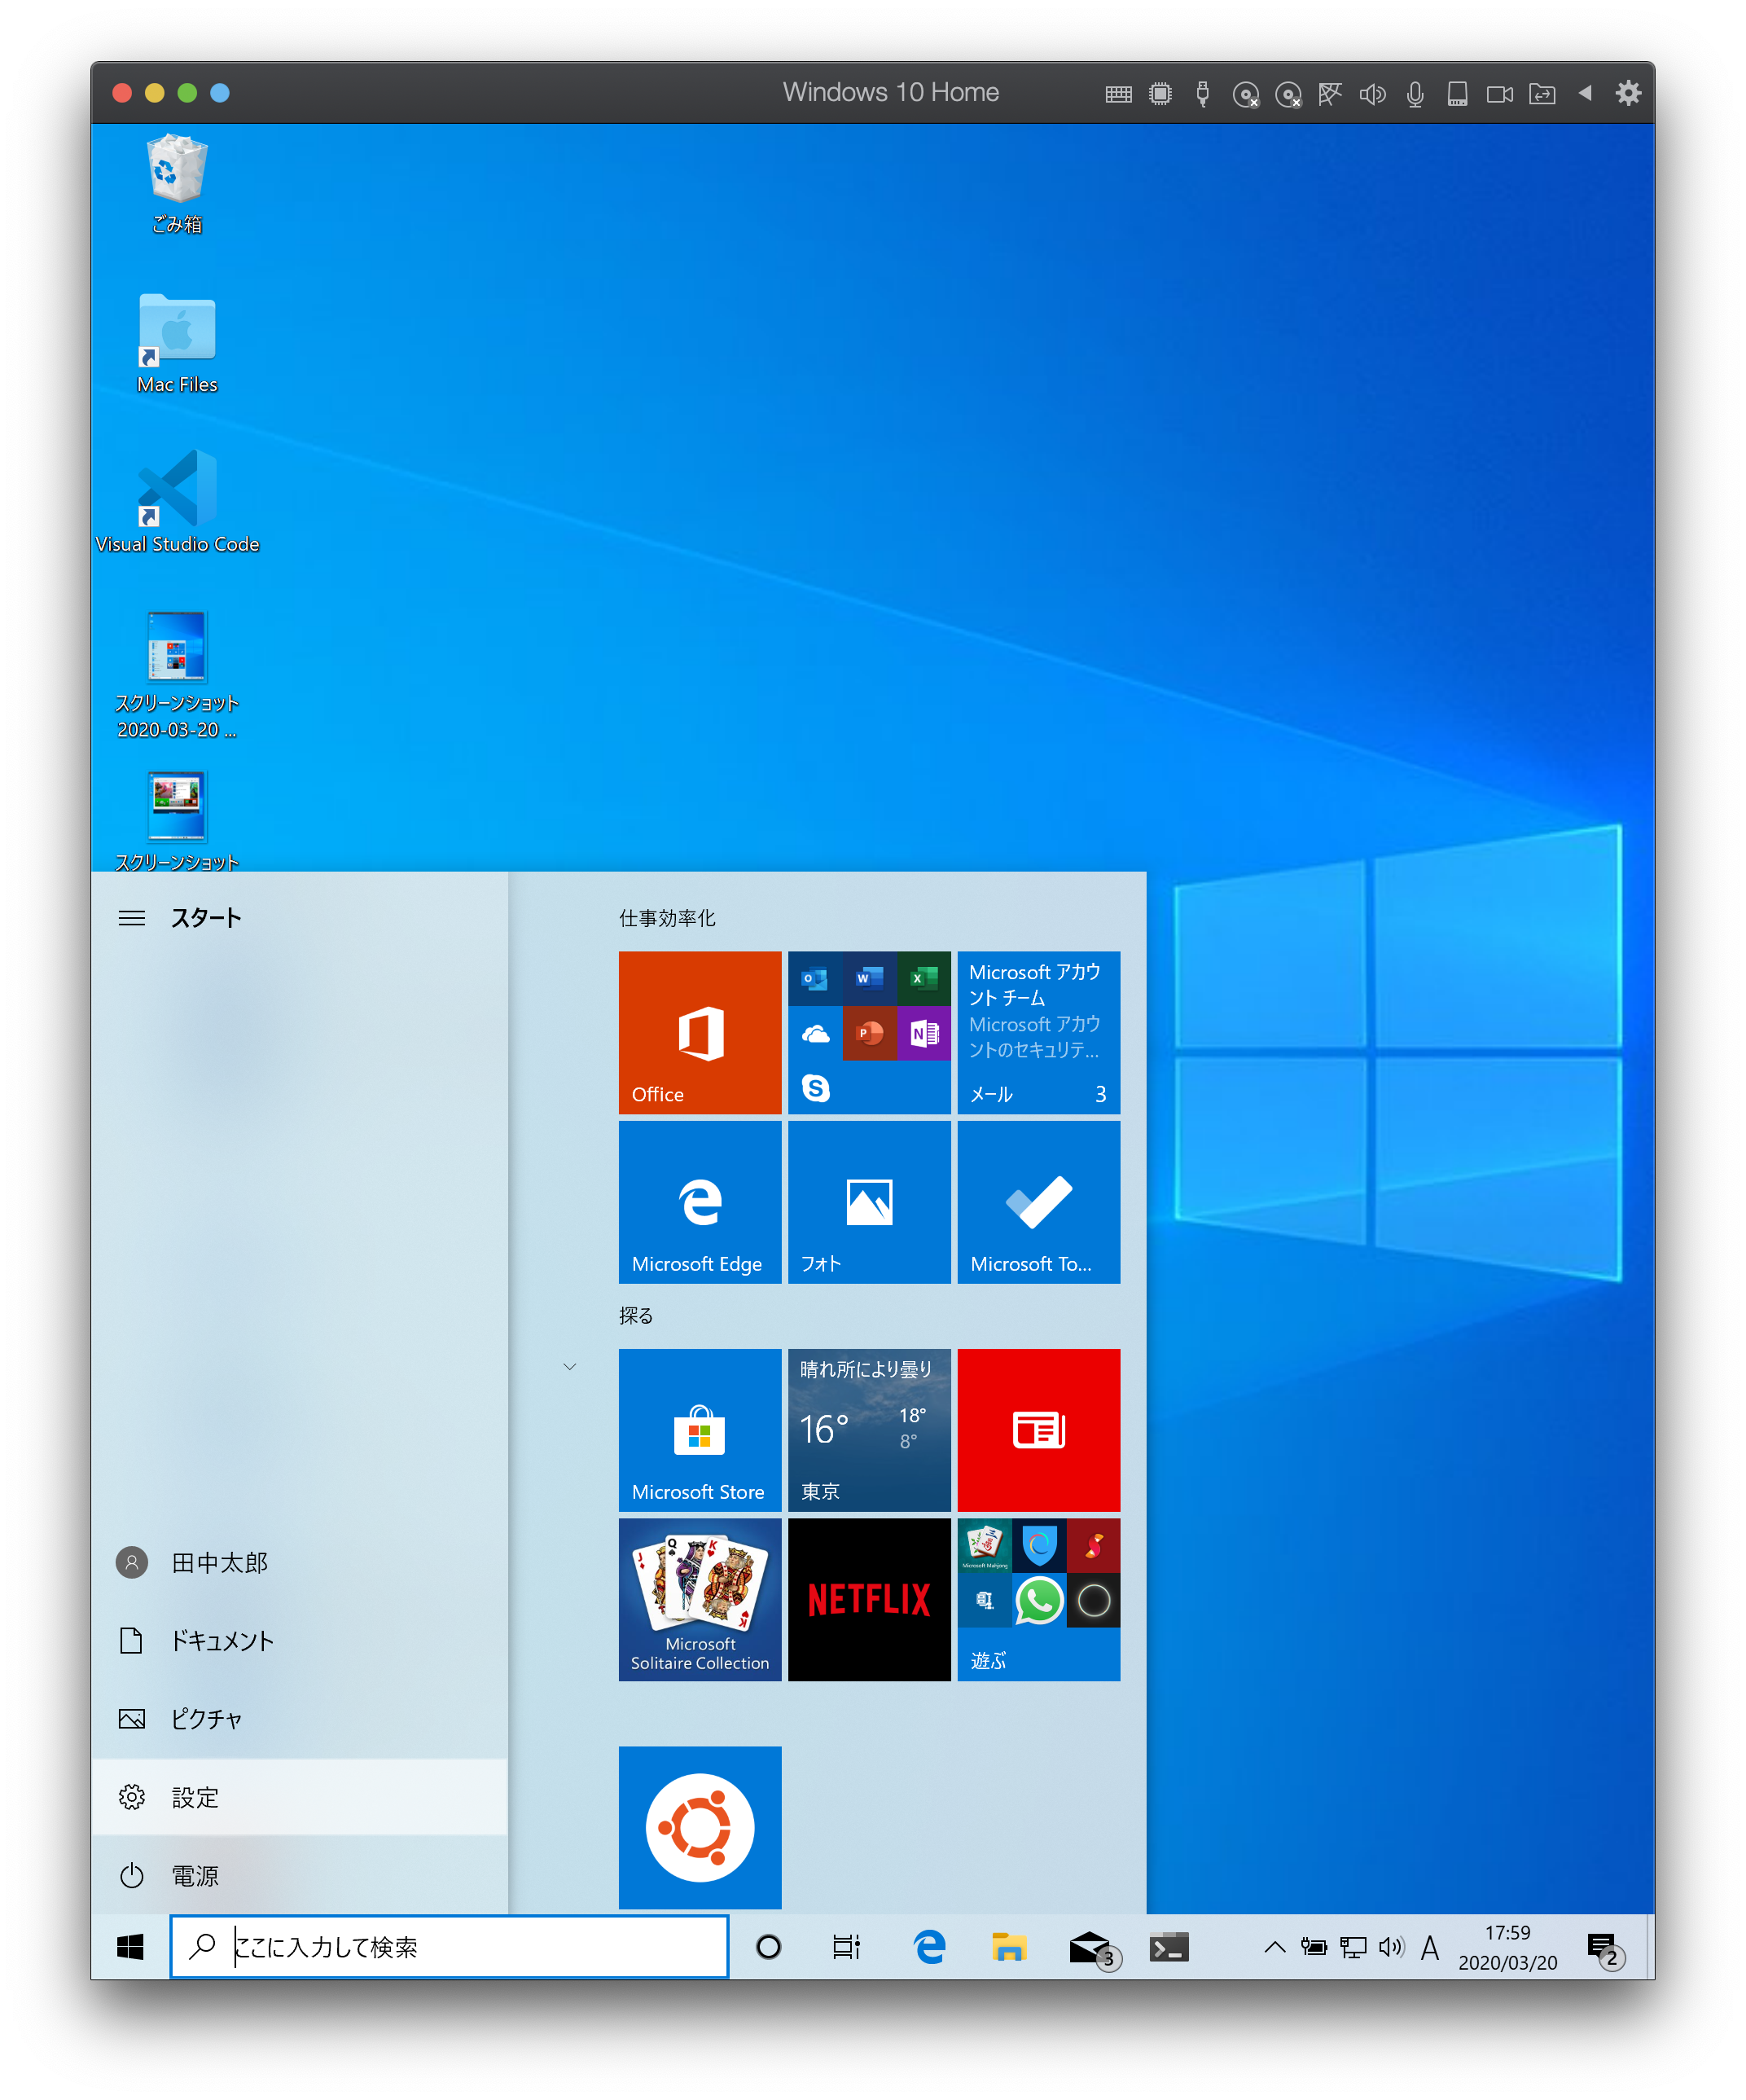 Windows 10 Home
ごみ箱
Mac Files
Visual Studio Code
スクリーンショット
2020-03-20 ...
スクリーンショット
スタート
田中太郎
ドキュメント
ピクチャ
設定
電源
仕事効率化
Office
Microsoft アカウ
ント チーム
Microsoft アカウ
ントのセキュリテ...
メール 3
Microsoft Edge
フォト
Microsoft To...
探る
Microsoft Store
晴れ所により曇り
16° 18°
8°
東京
Microsoft
Solitaire Collection
NETFLIX
Microsoft Mahjong
遊ぶ
ここに入力して検索
3
A
17:59
2020/03/20
2